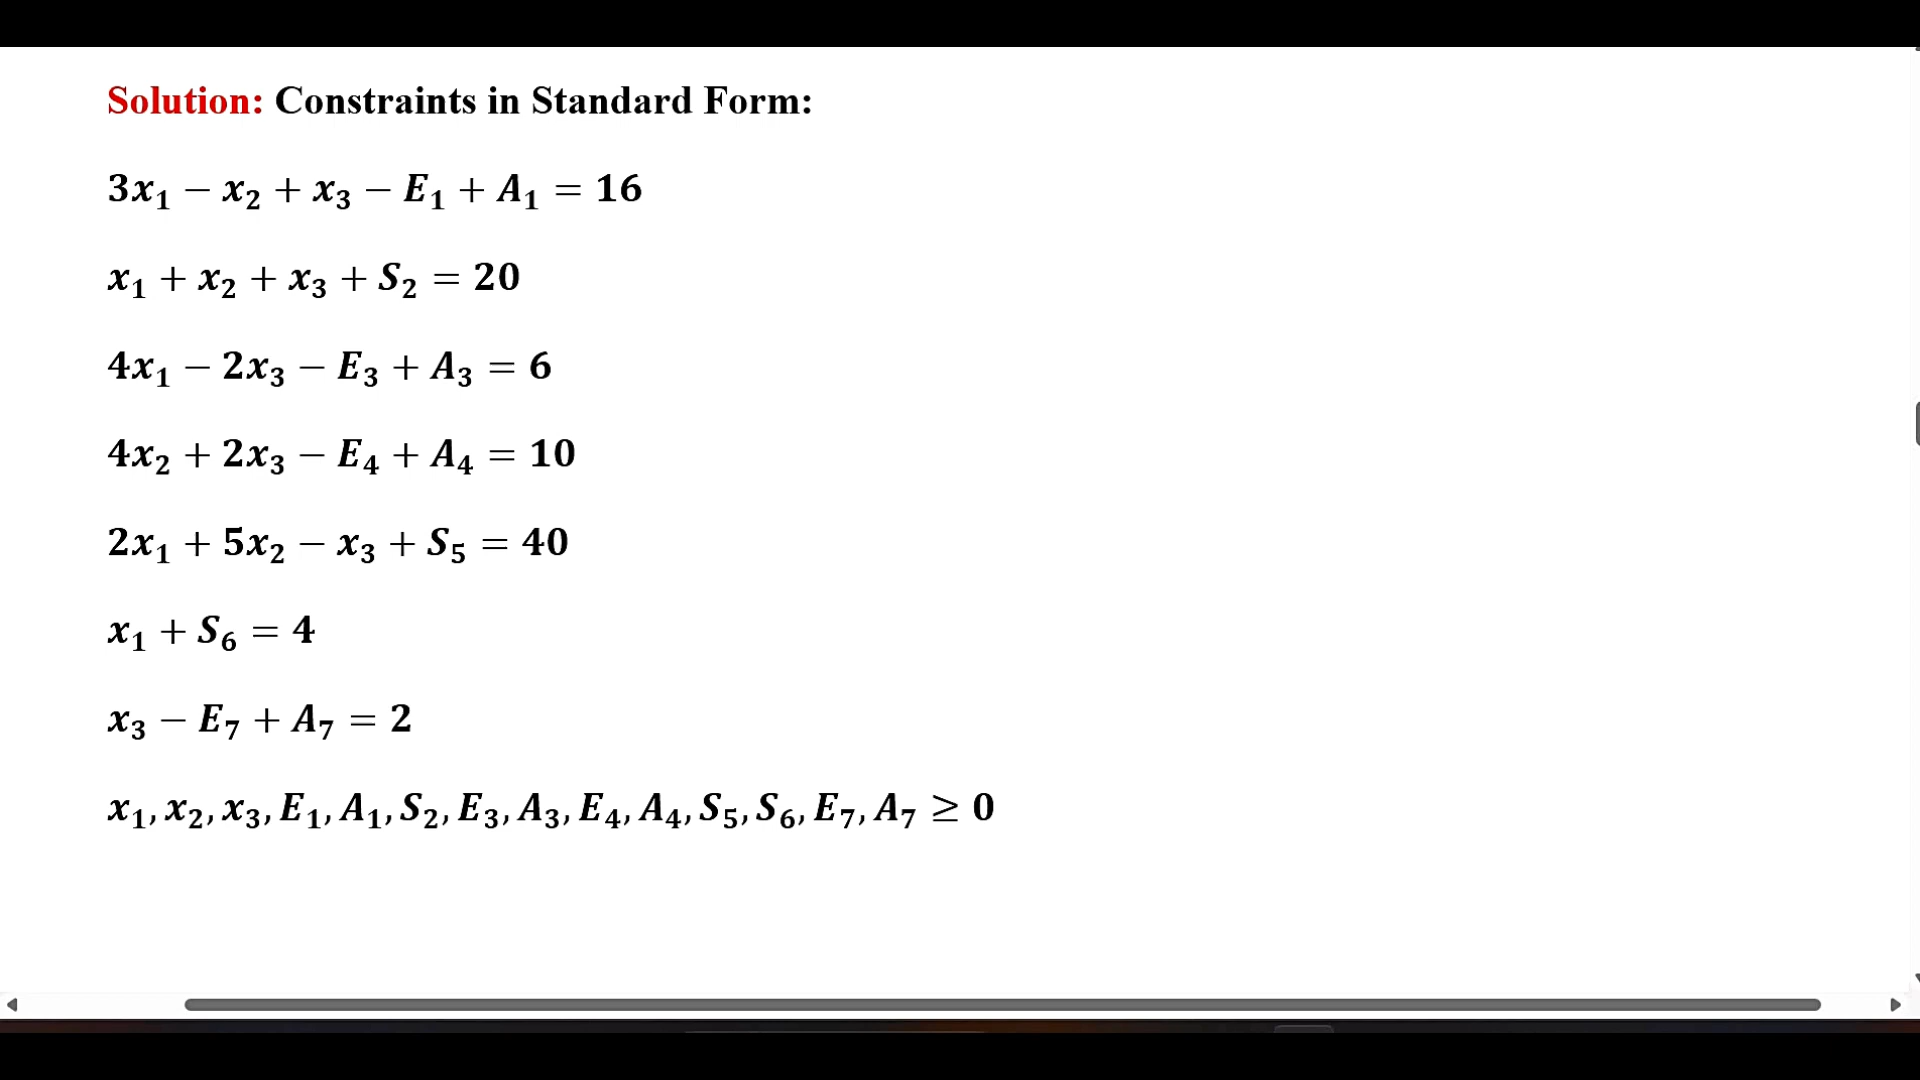 Solution: Constraints in Standard Form:
3x₁ − x₂ + x₃ − E₁ + A₁ = 16
x₁ + x₂ + x₃ + S₂ = 20
4x₁ − 2x₃ − E₃ + A₃ = 6
4x₂ + 2x₃ − E₄ + A₄ = 10
2x₁ + 5x₂ − x₃ + S₅ = 40
x₁ + S₆ = 4
x₃ − E₇ + A₇ = 2
x₁, x₂, x₃, E₁, A₁, S₂, E₃, A₃, E₄, A₄, S₅, S₆, E₇, A₇ ≥ 0